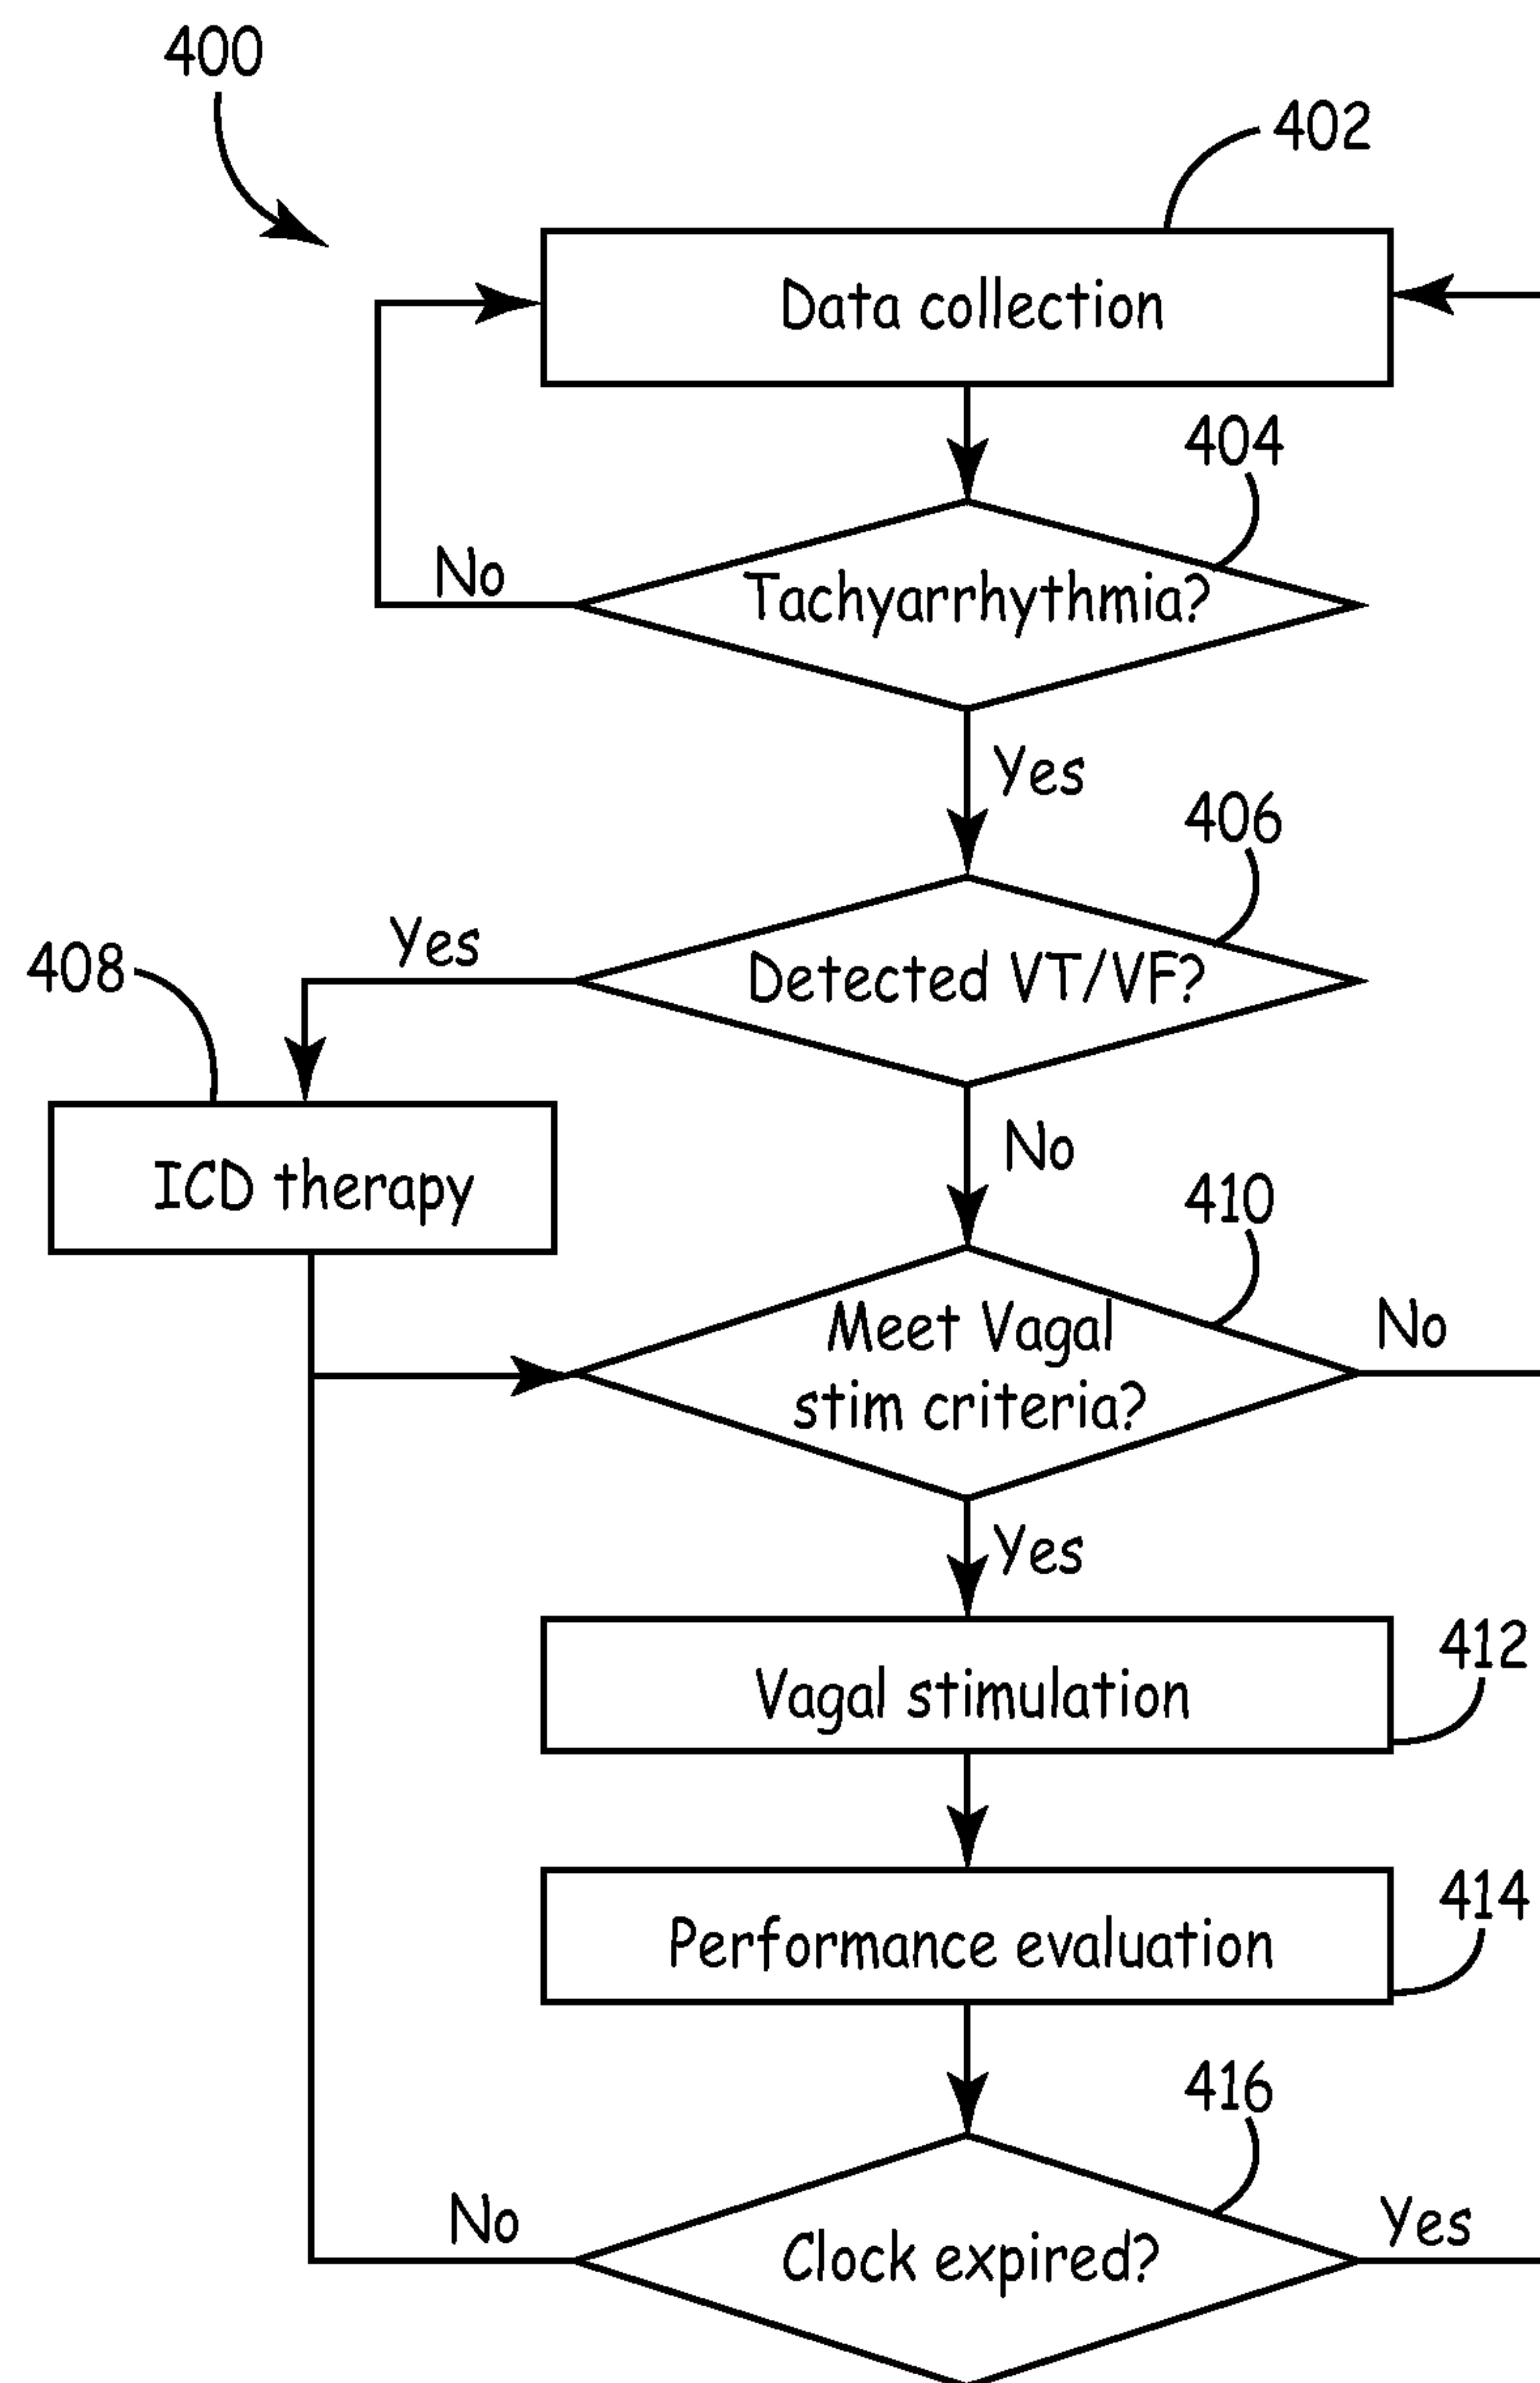 400
402
Data collection
404
No
Tachyarrhythmia?
Yes
406
408
Yes
Detected VT/VF?
ICD therapy
No
410
Meet Vagal
stim criteria?
No
Yes
412
Vagal stimulation
414
Performance evaluation
416
No
Clock expired?
Yes